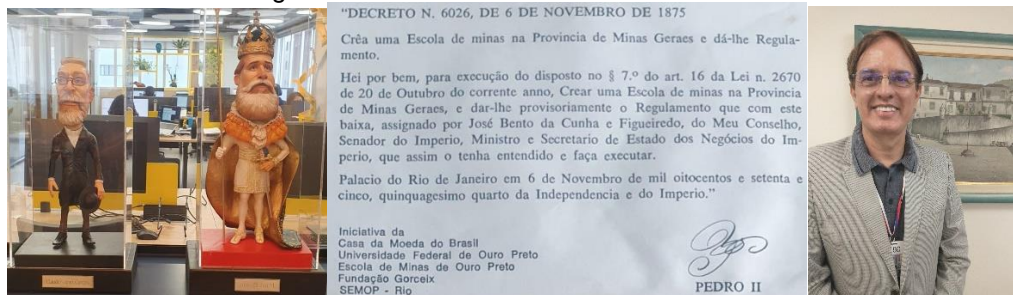 "DECRETO N. 6026, DE 6 DE NOVEMBRO DE 1875
Crêa uma Escola de minas na Provincia de Minas Geraes e dá-lhe Regula-
mento.
Hei por bem, para execução do disposto no § 7.º do art. 16 da Lei n. 2670
de 20 de Outubro do corrente anno, Crear uma Escola de minas na Provincia
de Minas Geraes, e dar-lhe provisoriamente o Regulamento que com este
baixa, assignado por José Bento da Cunha e Figueiredo, do Meu Conselho,
Senador do Imperio, Ministro e Secretario de Estado dos Negócios do Im-
perio, que assim o tenha entendido e faça executar.
Palacio do Rio de Janeiro em 6 de Novembro de mil oitocentos e setenta e
cinco, quinquagesimo quarto da Independencia e do Imperio."
Iniciativa da
Casa da Moeda do Brasil
Universidade Federal de Ouro Preto
Escola de Minas de Ouro Preto
Fundação Gorceix
SEMOP - Rio
PEDRO II